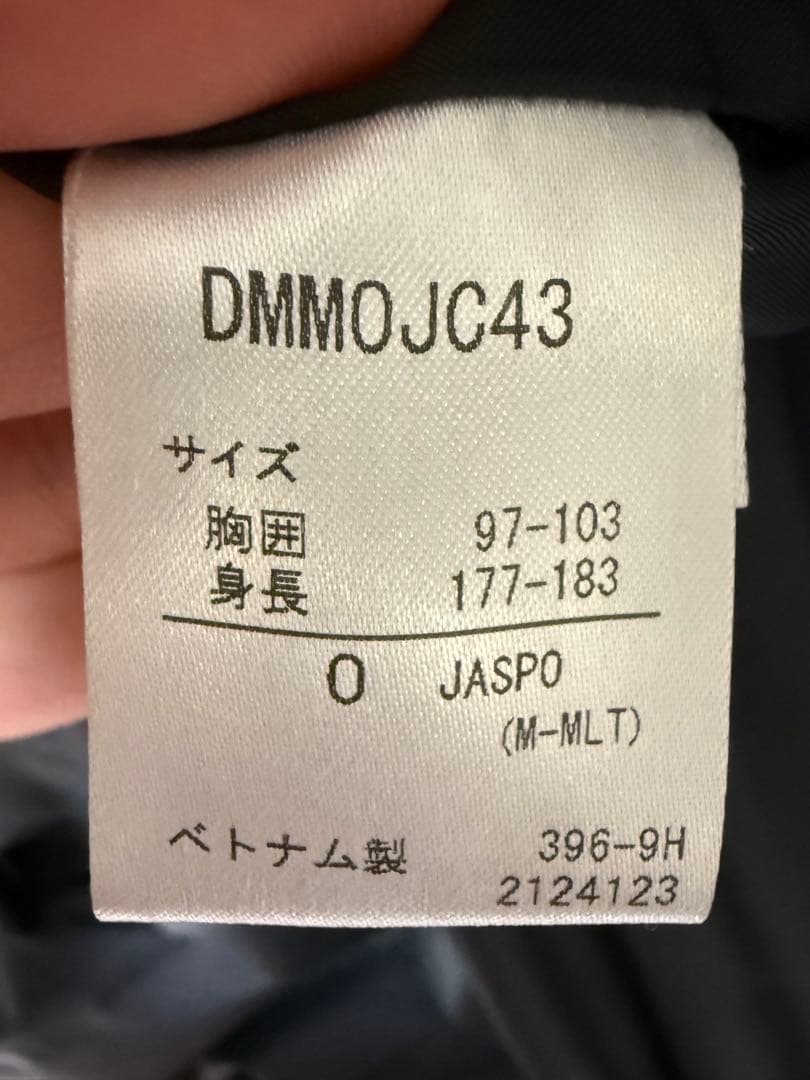 DMMOJC43
サイズ
胸囲 97-103
身長 177-183
O JASPO
(M-MLT)
ベトナム製 396-9H
2124123